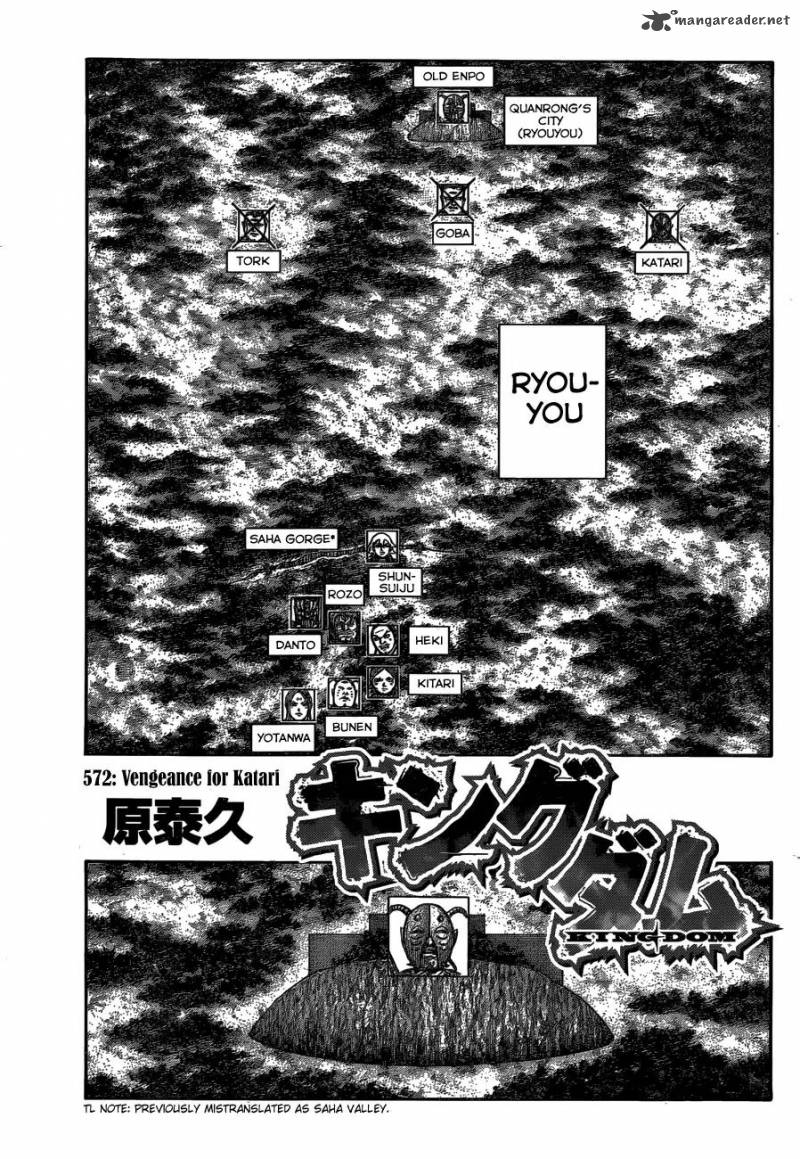 mangareader.net
OLD ENPO
QUANRONG'S
CITY
(RYOUYOU)
TORK
GOBA
KATARI
RYOU-
YOU
SAHA GORGE*
SHUN-
SUIJU
ROZO
DANTO
HEKI
KITARI
BUNEN
YOTANWA
572: Vengeance for Katari
原泰久
キングダム
KINGDOM
TL NOTE: PREVIOUSLY MISTRANSLATED AS SAHA VALLEY.